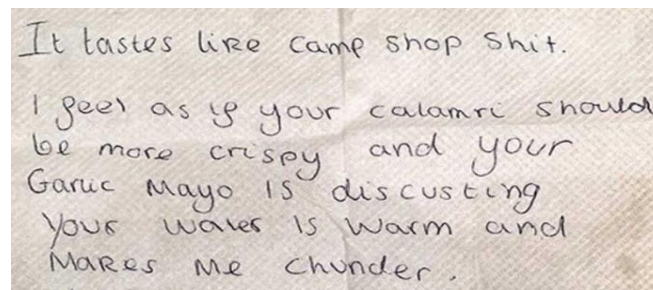 It tastes like camp shop shit.
I feel as if your calamri should
be more crispy and your
Garlic Mayo is discusting
Your water is warm and
Makes me chunder.